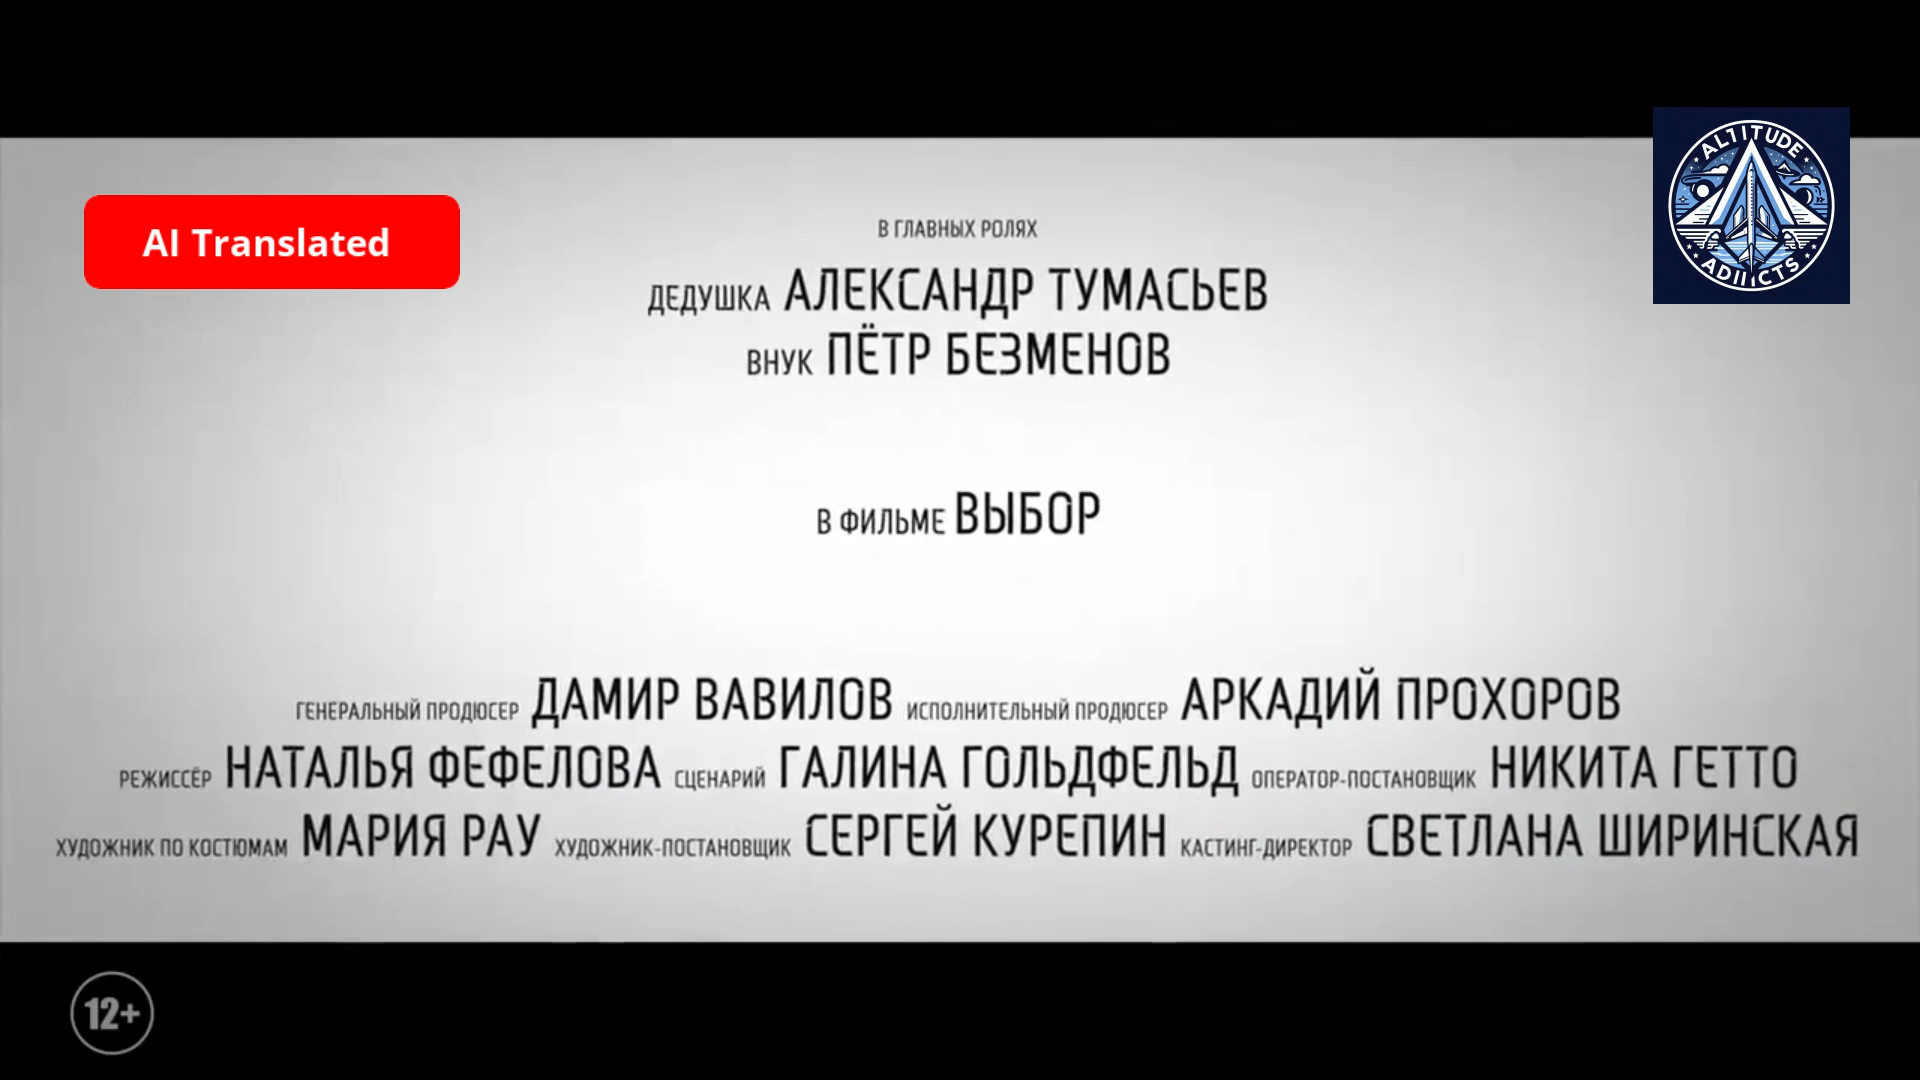 AI Translated
ALTITUDE
ADIIICTS
В ГЛАВНЫХ РОЛЯХ
ДЕДУШКА АЛЕКСАНДР ТУМАСЬЕВ
ВНУК ПЁТР БЕЗМЕНОВ
В ФИЛЬМЕ ВЫБОР
ГЕНЕРАЛЬНЫЙ ПРОДЮСЕР ДАМИР ВАВИЛОВ ИСПОЛНИТЕЛЬНЫЙ ПРОДЮСЕР АРКАДИЙ ПРОХОРОВ
РЕЖИССЁР НАТАЛЬЯ ФЕФЕЛОВА СЦЕНАРИЙ ГАЛИНА ГОЛЬДФЕЛЬД ОПЕРАТОР-ПОСТАНОВЩИК НИКИТА ГЕТТО
ХУДОЖНИК ПО КОСТЮМАМ МАРИЯ РАУ ХУДОЖНИК-ПОСТАНОВЩИК СЕРГЕЙ КУРЕПИН КАСТИНГ-ДИРЕКТОР СВЕТЛАНА ШИРИНСКАЯ
12+